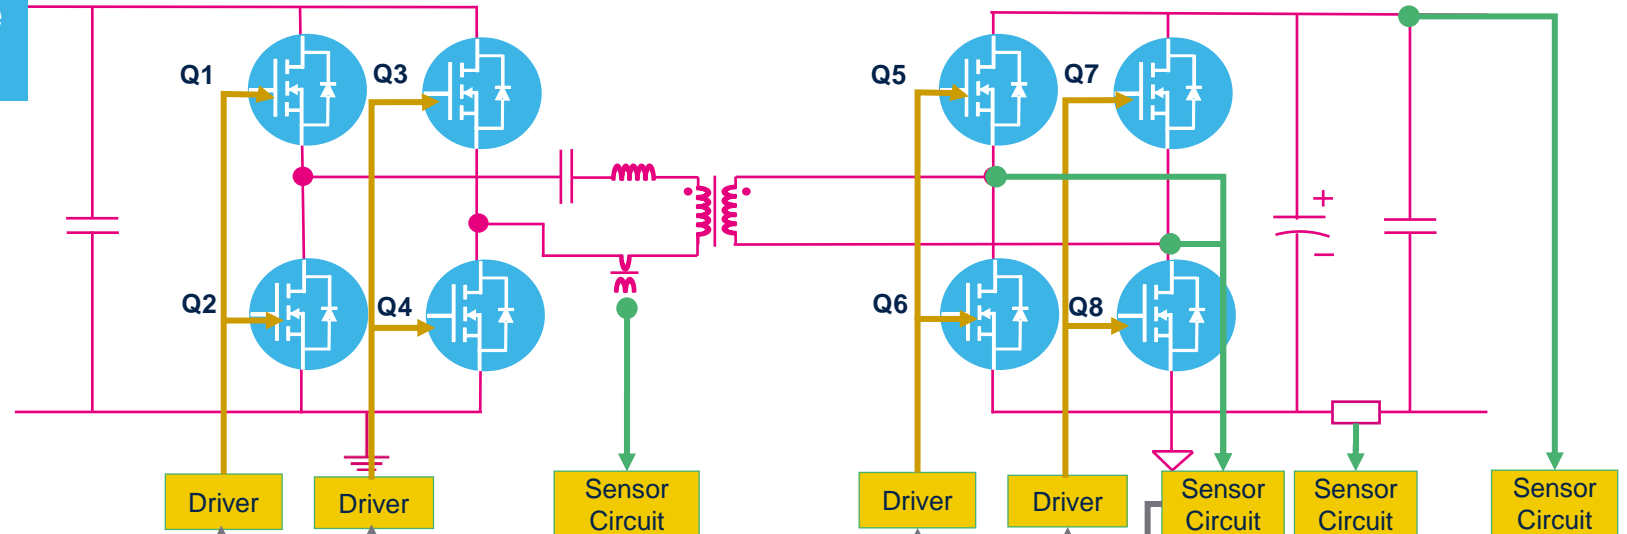 Q1
Q3
Q5
Q7
+
−
Q2
Q4
Q6
Q8
Driver
Driver
Sensor
Circuit
Driver
Driver
Sensor
Circuit
Sensor
Circuit
Sensor
Circuit